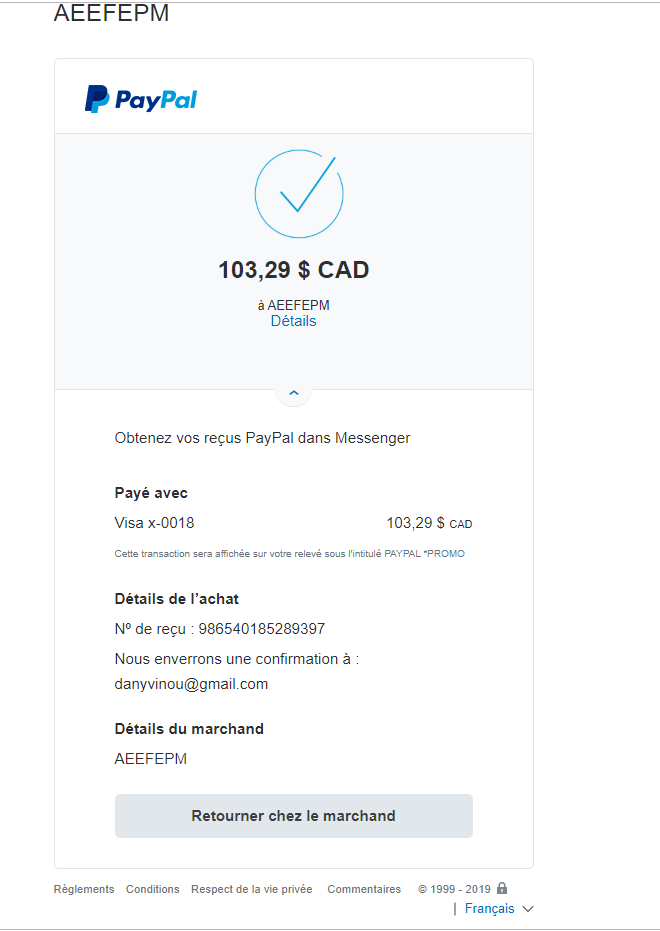 AEEFEPM
PayPal
103,29 $ CAD
à AEEFEPM
Détails
Obtenez vos reçus PayPal dans Messenger
Payé avec
Visa x-0018 103,29 $ CAD
Cette transaction sera affichée sur votre relevé sous l'intitulé PAYPAL *PROMO
Détails de l’achat
Nº de reçu : 986540185289397
Nous enverrons une confirmation à :
danyvinou@gmail.com
Détails du marchand
AEEFEPM
Retourner chez le marchand
Règlements Conditions Respect de la vie privée Commentaires © 1999 - 2019
| Français